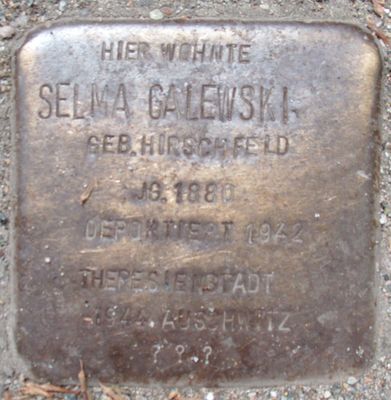 HIER WOHNTE
SELMA GALEWSKI
GEB. HIRSCHFELD
JG. 1880
DEPORTIERT 1942
THERESIENSTADT
1944 AUSCHWITZ
? ? ?